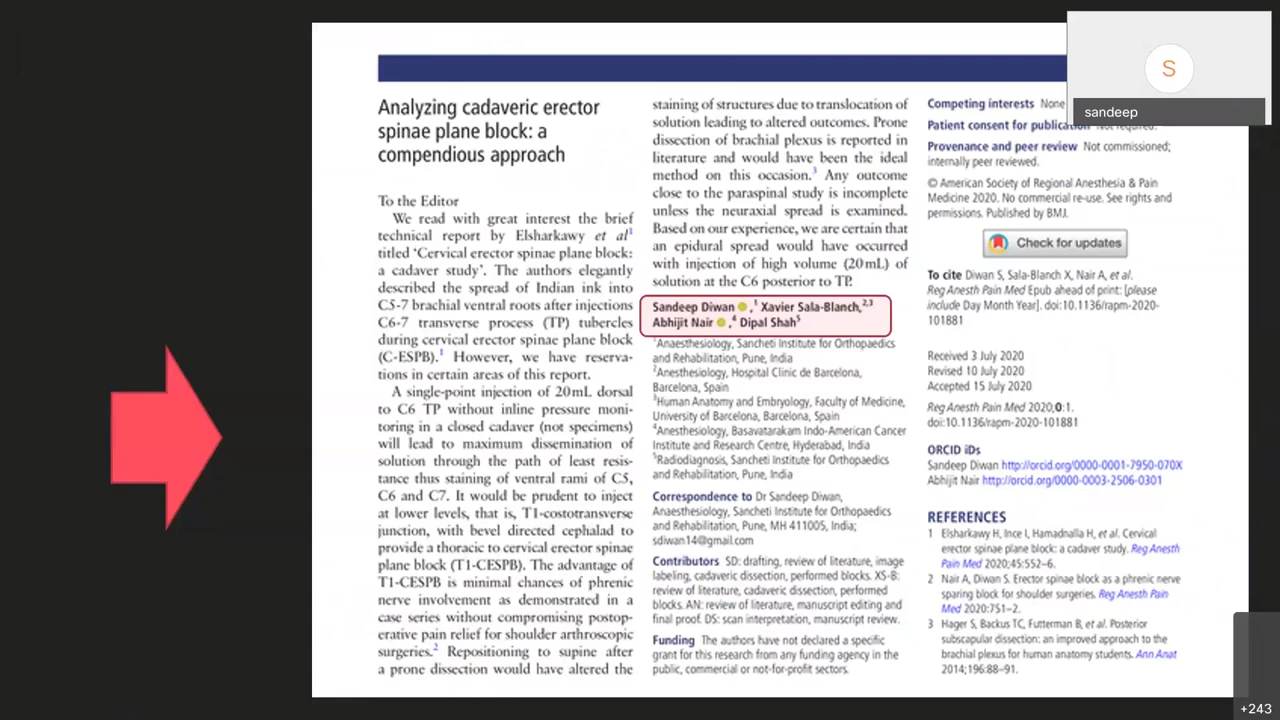 Analyzing cadaveric erector
spinae plane block: a
compendious approach
To the Editor
We read with great interest the brief
technical report by Elsharkawy et al1
titled ‘Cervical erector spinae plane block:
a cadaver study’. The authors elegantly
described the spread of Indian ink into
C5-7 brachial ventral roots after injections
C6-7 transverse process (TP) tubercles
during cervical erector spinae plane block
(C-ESPB).1 However, we have reserva-
tions in certain areas of this report.
A single-point injection of 20 mL dorsal
to C6 TP without inline pressure moni-
toring in a closed cadaver (not specimens)
will lead to maximum dissemination of
solution through the path of least resis-
tance thus staining of ventral rami of C5,
C6 and C7. It would be prudent to inject
at lower levels, that is, T1-costotransverse
junction, with bevel directed cephalad to
provide a thoracic to cervical erector spinae
plane block (T1-CESPB). The advantage of
T1-CESPB is minimal chances of phrenic
nerve involvement as demonstrated in a
case series without compromising postop-
erative pain relief for shoulder arthroscopic
surgeries.2 Repositioning to supine after
a prone dissection would have altered the
staining of structures due to translocation of
solution leading to altered outcomes. Prone
dissection of brachial plexus is reported in
literature and would have been the ideal
method on this occasion.3 Any outcome
close to the paraspinal study is incomplete
unless the neuraxial spread is examined.
Based on our experience, we are certain that
an epidural spread would have occurred
with injection of high volume (20 mL) of
solution at the C6 posterior to TP.
Sandeep Diwan ,1 Xavier Sala-Blanch,2,3
Abhijit Nair ,4 Dipal Shah5
1Anaesthesiology, Sancheti Institute for Orthopaedics
and Rehabilitation, Pune, India
2Anesthesiology, Hospital Clinic de Barcelona,
Barcelona, Spain
3Human Anatomy and Embryology, Faculty of Medicine,
University of Barcelona, Barcelona, Spain
4Anesthesiology, Basavatarakam Indo-American Cancer
Institute and Research Centre, Hyderabad, India
5Radiodiagnosis, Sancheti Institute for Orthopaedics
and Rehabilitation, Pune, India
Correspondence to Dr Sandeep Diwan,
Anaesthesiology, Sancheti Institute for Orthopaedics
and Rehabilitation, Pune, MH 411005, India;
sdiwan14@gmail.com
Contributors SD: drafting, review of literature, image
labeling, cadaveric dissection, performed blocks. XS-B:
review of literature, cadaveric dissection, performed
blocks. AN: review of literature, manuscript editing and
final proof. DS: scan interpretation, manuscript review.
Funding The authors have not declared a specific
grant for this research from any funding agency in the
public, commercial or not-for-profit sectors.
Competing interests None
Patient consent for publication Not required.
Provenance and peer review Not commissioned;
internally peer reviewed.
© American Society of Regional Anesthesia & Pain
Medicine 2020. No commercial re-use. See rights and
permissions. Published by BMJ.
Check for updates
To cite Diwan S, Sala-Blanch X, Nair A, et al.
Reg Anesth Pain Med Epub ahead of print: [please
include Day Month Year]. doi:10.1136/rapm-2020-
101881
Received 3 July 2020
Revised 10 July 2020
Accepted 15 July 2020
Reg Anesth Pain Med 2020;0:1.
doi:10.1136/rapm-2020-101881
ORCID iDs
Sandeep Diwan http://orcid.org/0000-0001-7950-070X
Abhijit Nair http://orcid.org/0000-0003-2506-0301
REFERENCES
1 Elsharkawy H, Ince I, Hamadnalla H, et al. Cervical
erector spinae plane block: a cadaver study. Reg Anesth
Pain Med 2020;45:552–6.
2 Nair A, Diwan S. Erector spinae block as a phrenic nerve
sparing block for shoulder surgeries. Reg Anesth Pain
Med 2020:751–2.
3 Hager S, Backus TC, Futterman B, et al. Posterior
subscapular dissection: an improved approach to the
brachial plexus for human anatomy students. Ann Anat
2014;196:88–91.
S
sandeep
+243